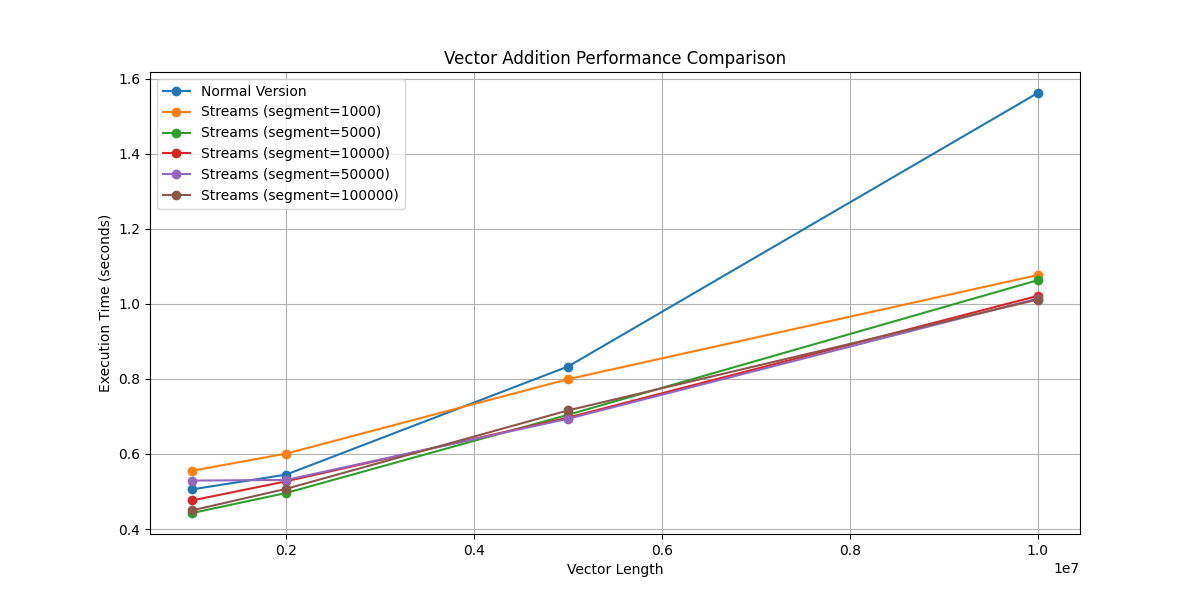 Vector Addition Performance Comparison
1.6
1.4
1.2
1.0
0.8
0.6
0.4
Execution Time (seconds)
Normal Version
Streams (segment=1000)
Streams (segment=5000)
Streams (segment=10000)
Streams (segment=50000)
Streams (segment=100000)
0.2 0.4 0.6 0.8 1.0
1e7
Vector Length